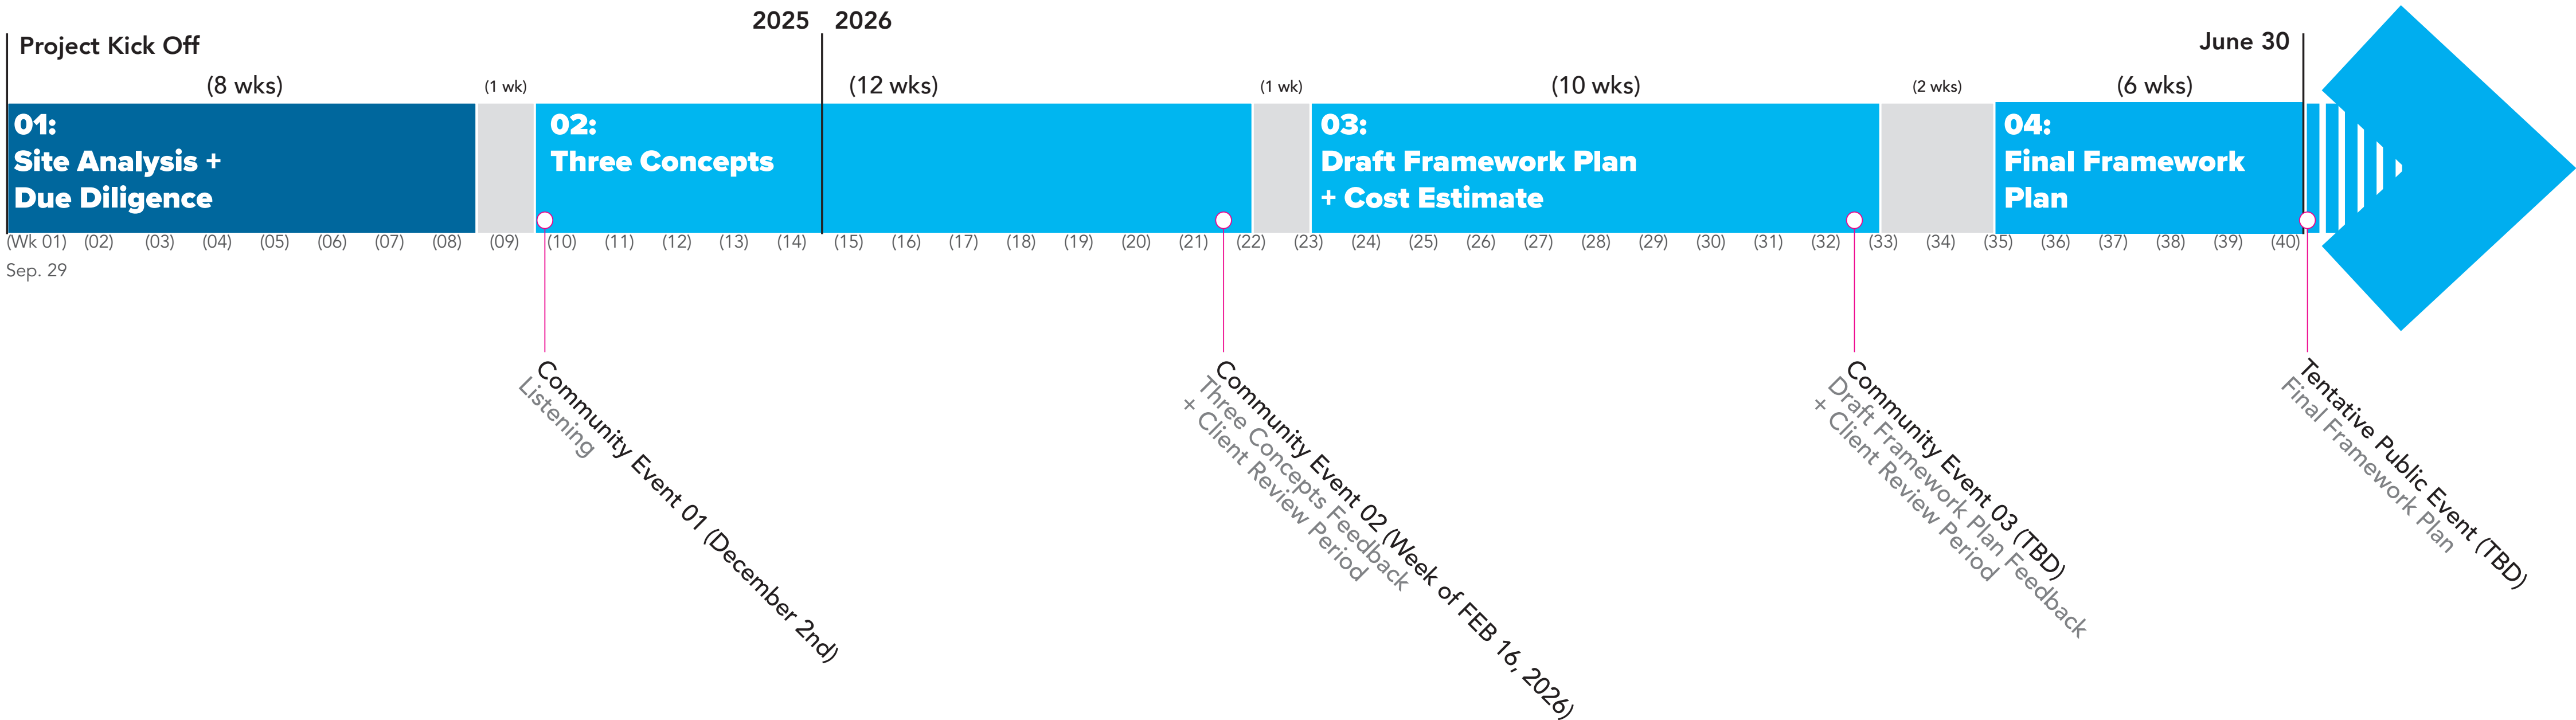 2025 2026
Project Kick Off
June 30
(8 wks) (1 wk) (12 wks) (1 wk) (10 wks) (2 wks) (6 wks)
01:
Site Analysis +
Due Diligence
02:
Three Concepts
03:
Draft Framework Plan
+ Cost Estimate
04:
Final Framework
Plan
(Wk 01) (02) (03) (04) (05) (06) (07) (08) (09) (10) (11) (12) (13) (14) (15) (16) (17) (18) (19) (20) (21) (22) (23) (24) (25) (26) (27) (28) (29) (30) (31) (32) (33) (34) (35) (36) (37) (38) (39) (40)
Sep. 29
Community Event 01 (December 2nd)
Listening
Community Event 02 (Week of FEB 16, 2026)
Three Concepts Feedback
+ Client Review Period
Community Event 03 (TBD)
Draft Framework Plan Feedback
+ Client Review Period
Tentative Public Event (TBD)
Final Framework Plan